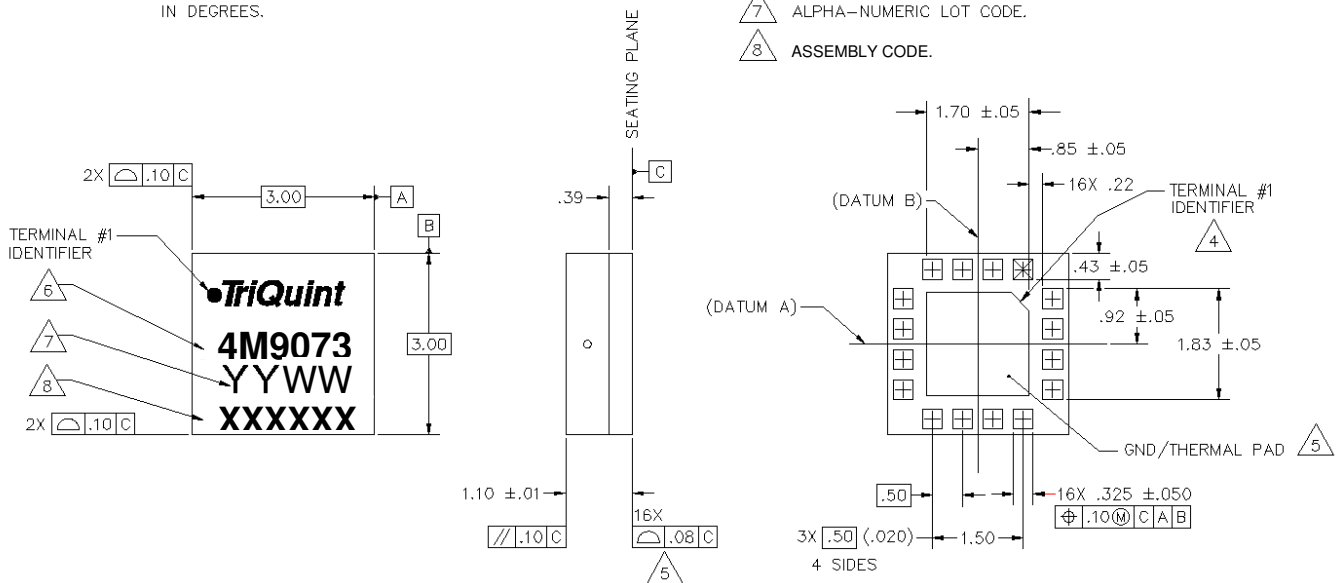 IN DEGREES.
7 ALPHA-NUMERIC LOT CODE.
8 ASSEMBLY CODE.
SEATING PLANE
2X .10 C
3.00
A
B
TERMINAL #1
IDENTIFIER
6
7
8
TriQuint
4M9073
YYWW
XXXXXX
3.00
2X .10 C
C
.39
1.10 ±.01
// .10 C
16X
.08 C
5
1.70 ±.05
.85 ±.05
16X .22
TERMINAL #1
IDENTIFIER
4
(DATUM B)
.43 ±.05
(DATUM A)
.92 ±.05
1.83 ±.05
GND/THERMAL PAD 5
.50
16X .325 ±.050
⌖ .10 Ⓜ C A B
3X .50 (.020) 1.50
4 SIDES